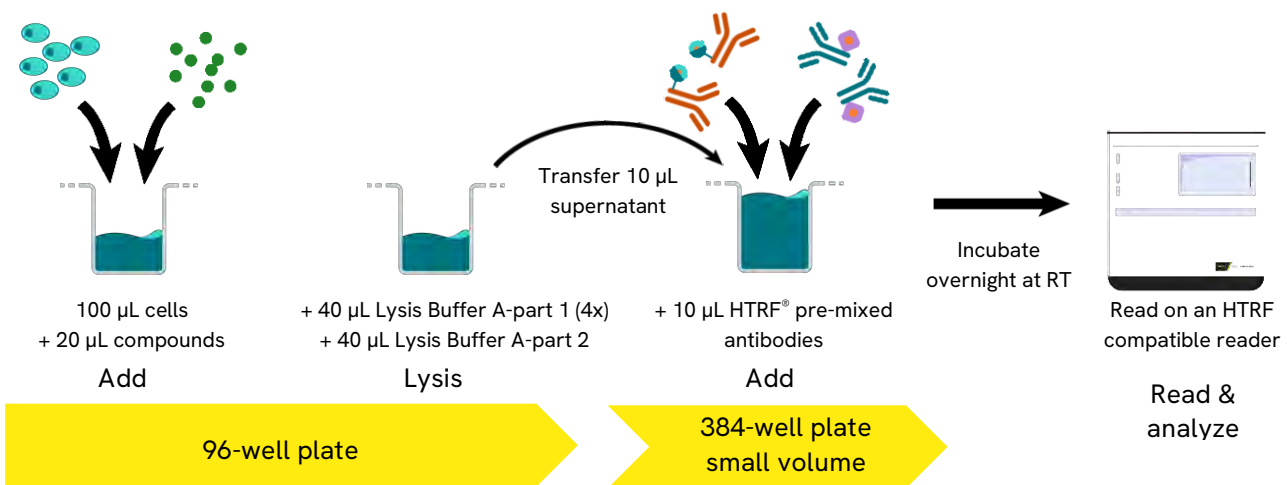 Transfer 10 µL
supernatant
Incubate
overnight at RT
100 µL cells
+ 20 µL compounds
Add
+ 40 µL Lysis Buffer A-part 1 (4x)
+ 40 µL Lysis Buffer A-part 2
Lysis
+ 10 µL HTRF® pre-mixed
antibodies
Add
Read on an HTRF
compatible reader
Read &
analyze
96-well plate
384-well plate
small volume